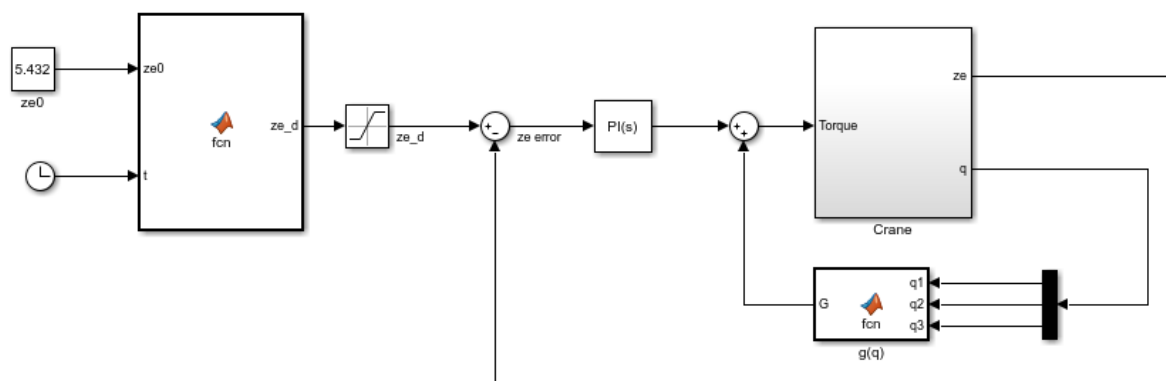 5.432
ze0
ze0
t
fcn
ze_d
ze_d
+
−
ze error
PI(s)
+
+
Torque
ze
q
Crane
G
fcn
q1
q2
q3
g(q)